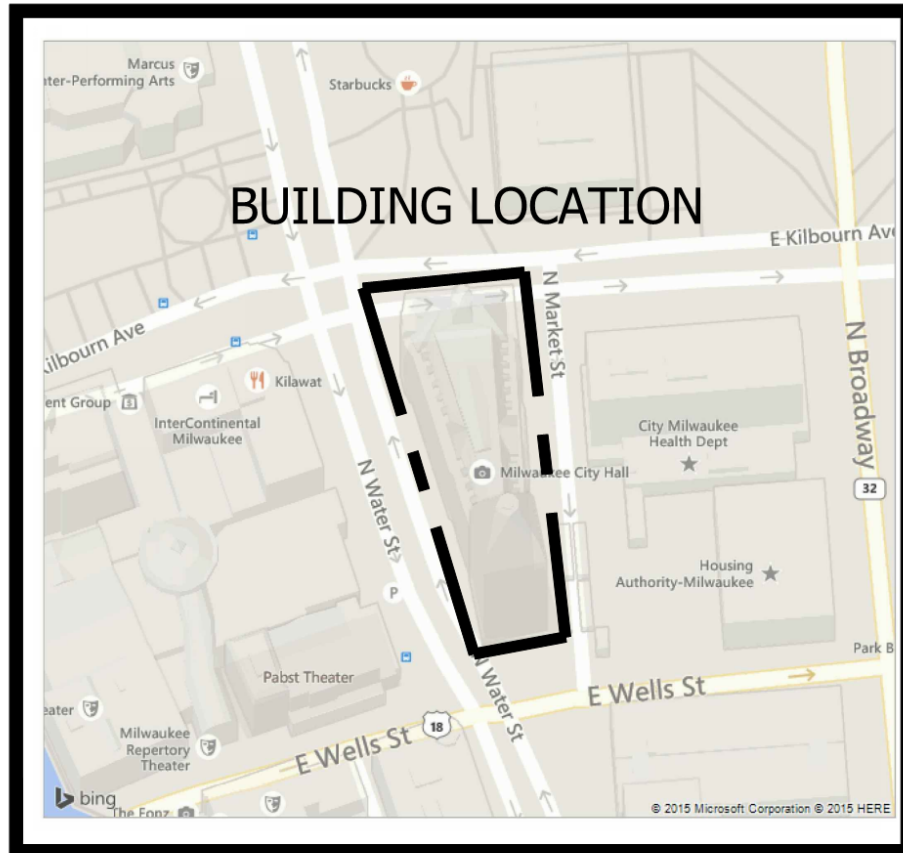 Marcus
nter-Performing Arts
Starbucks
BUILDING LOCATION
E Kilbourn Ave
N Market St
Kilbourn Ave
N Broadway
Kilawat
ent Group
InterContinental
Milwaukee
City Milwaukee
Health Dept
Milwaukee City Hall
32
N Water St
Housing
Authority-Milwaukee
P
Park B
N Water St
Pabst Theater
E Wells St
18
E Wells St
eater
Milwaukee
Repertory
Theater
bing
The Fonz
© 2015 Microsoft Corporation © 2015 HERE